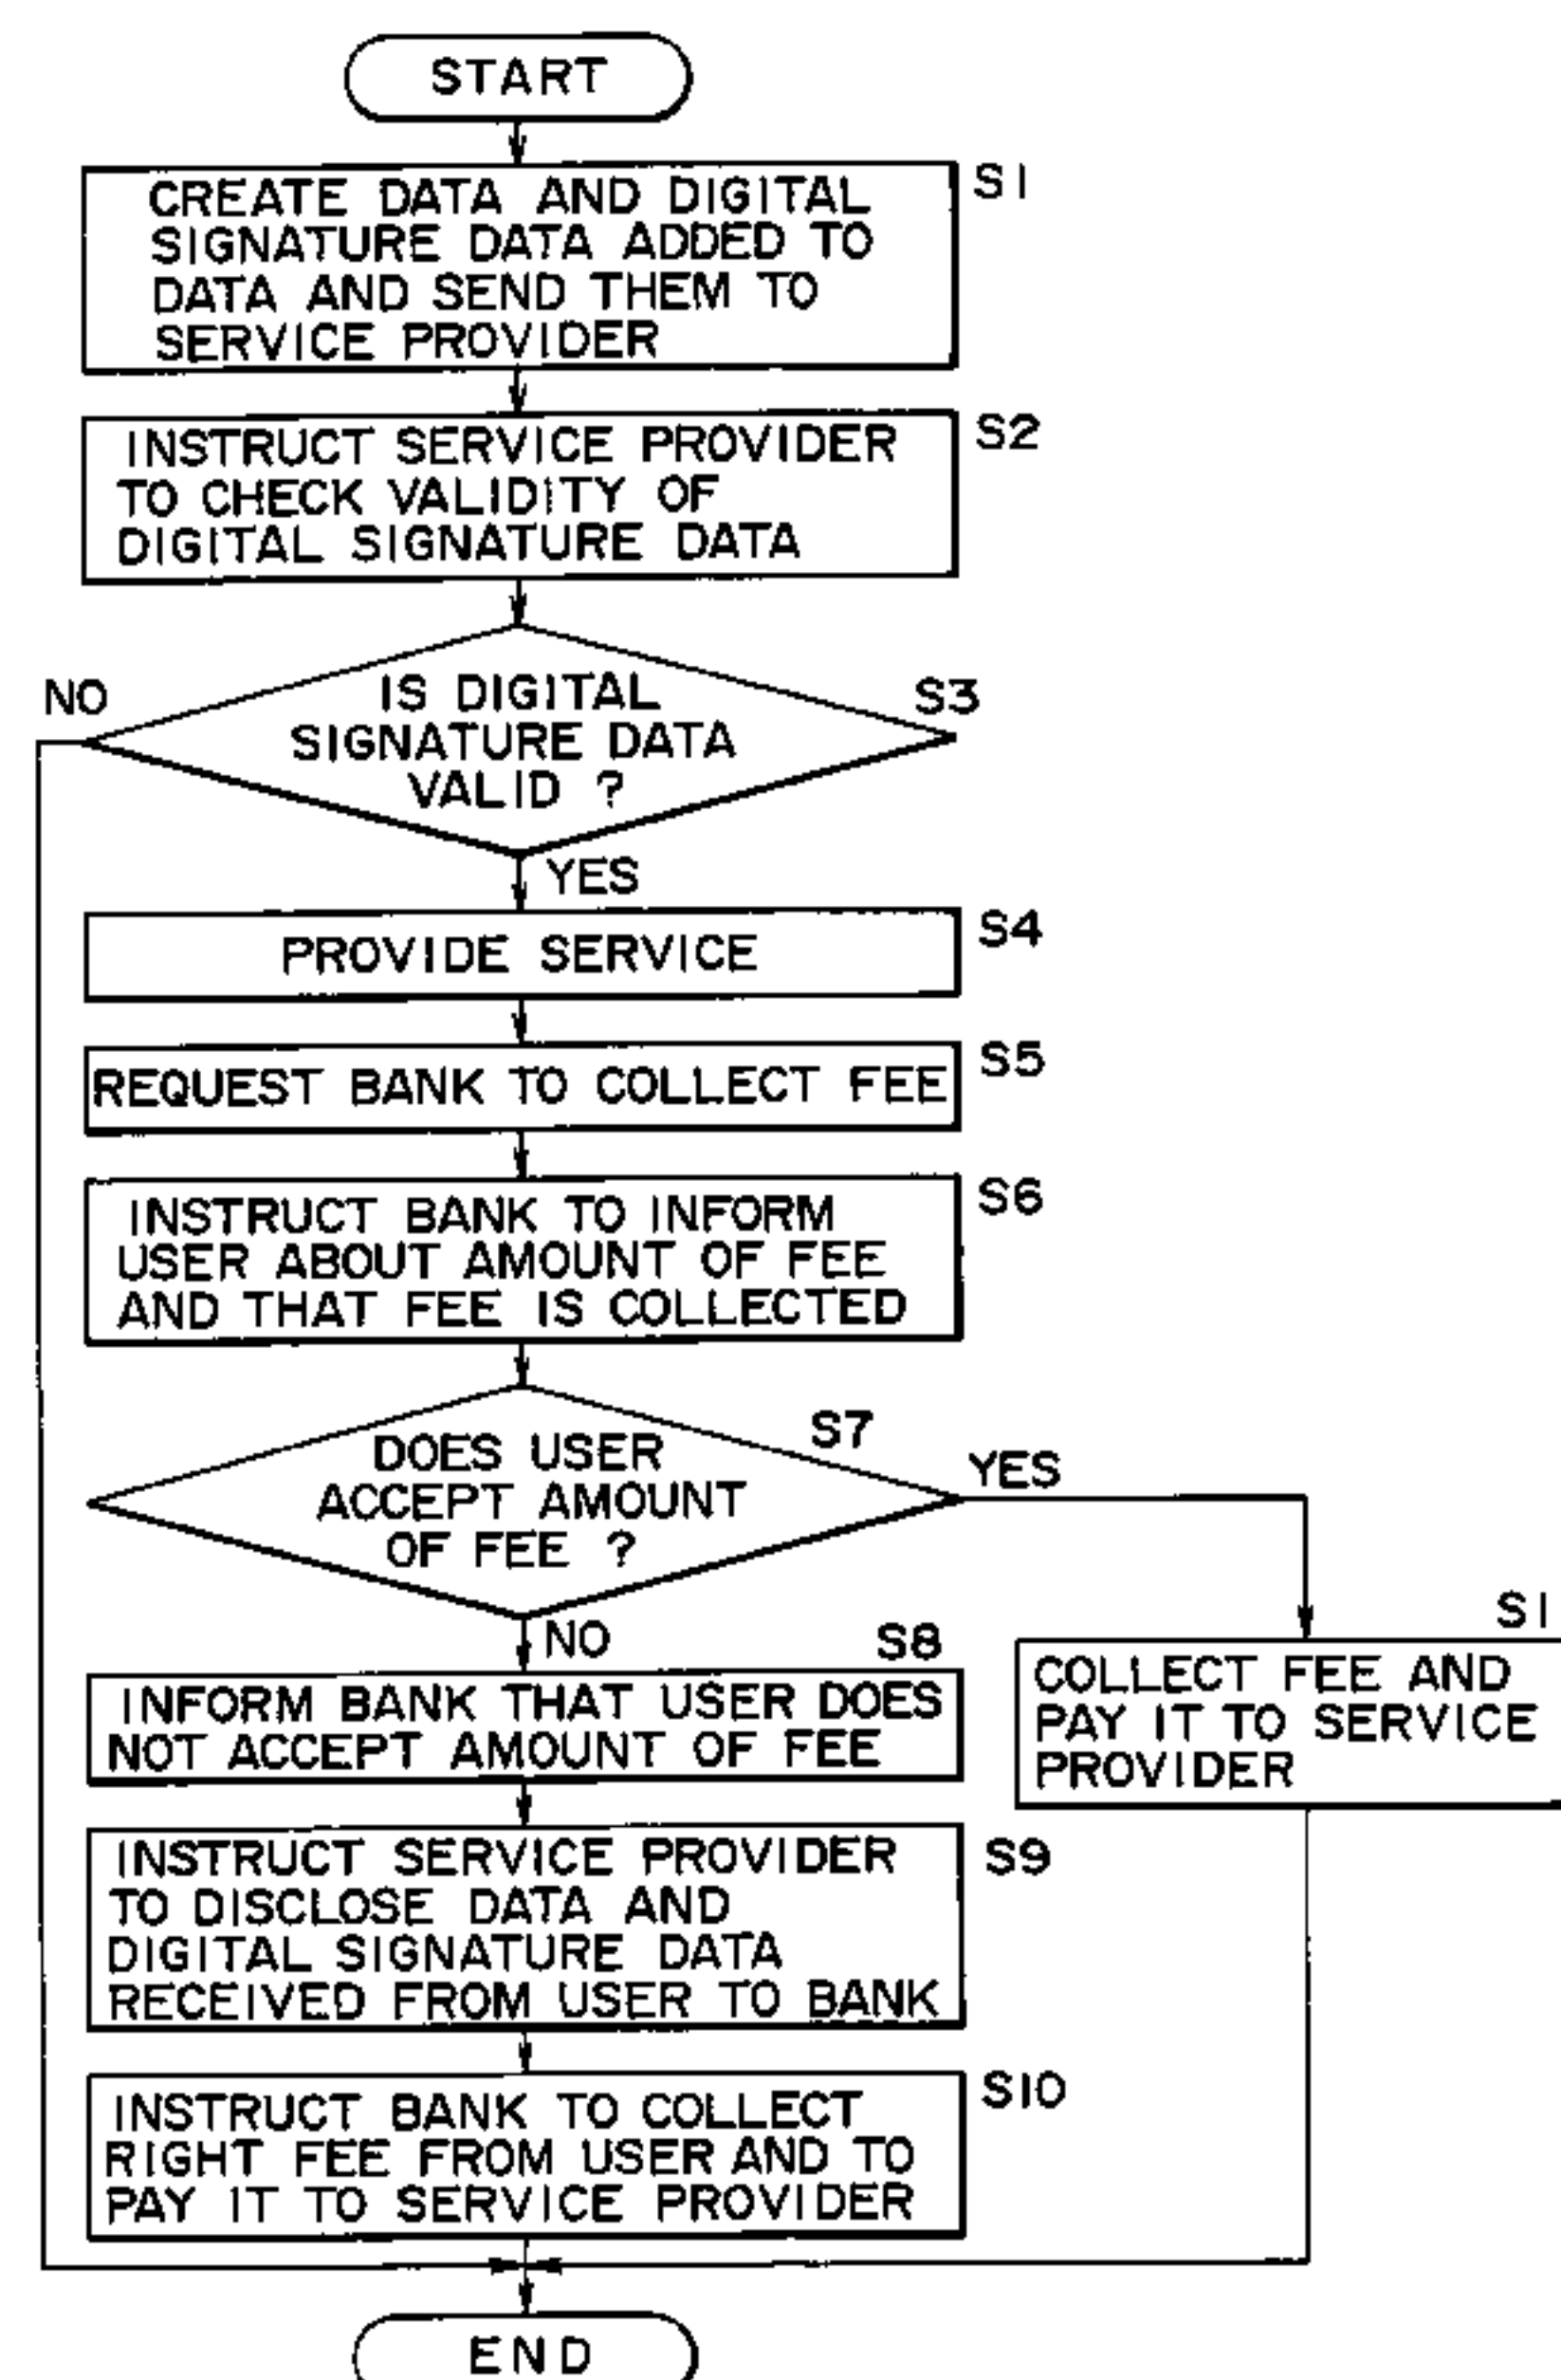 START
S1
CREATE DATA AND DIGITAL
SIGNATURE DATA ADDED TO
DATA AND SEND THEM TO
SERVICE PROVIDER
S2
INSTRUCT SERVICE PROVIDER
TO CHECK VALIDITY OF
DIGITAL SIGNATURE DATA
NO
S3
IS DIGITAL
SIGNATURE DATA
VALID ?
YES
S4
PROVIDE SERVICE
S5
REQUEST BANK TO COLLECT FEE
S6
INSTRUCT BANK TO INFORM
USER ABOUT AMOUNT OF FEE
AND THAT FEE IS COLLECTED
S7
DOES USER
ACCEPT AMOUNT
OF FEE ?
YES
NO
S8
INFORM BANK THAT USER DOES
NOT ACCEPT AMOUNT OF FEE
S1
COLLECT FEE AND
PAY IT TO SERVICE
PROVIDER
S9
INSTRUCT SERVICE PROVIDER
TO DISCLOSE DATA AND
DIGITAL SIGNATURE DATA
RECEIVED FROM USER TO BANK
S10
INSTRUCT BANK TO COLLECT
RIGHT FEE FROM USER AND TO
PAY IT TO SERVICE PROVIDER
END